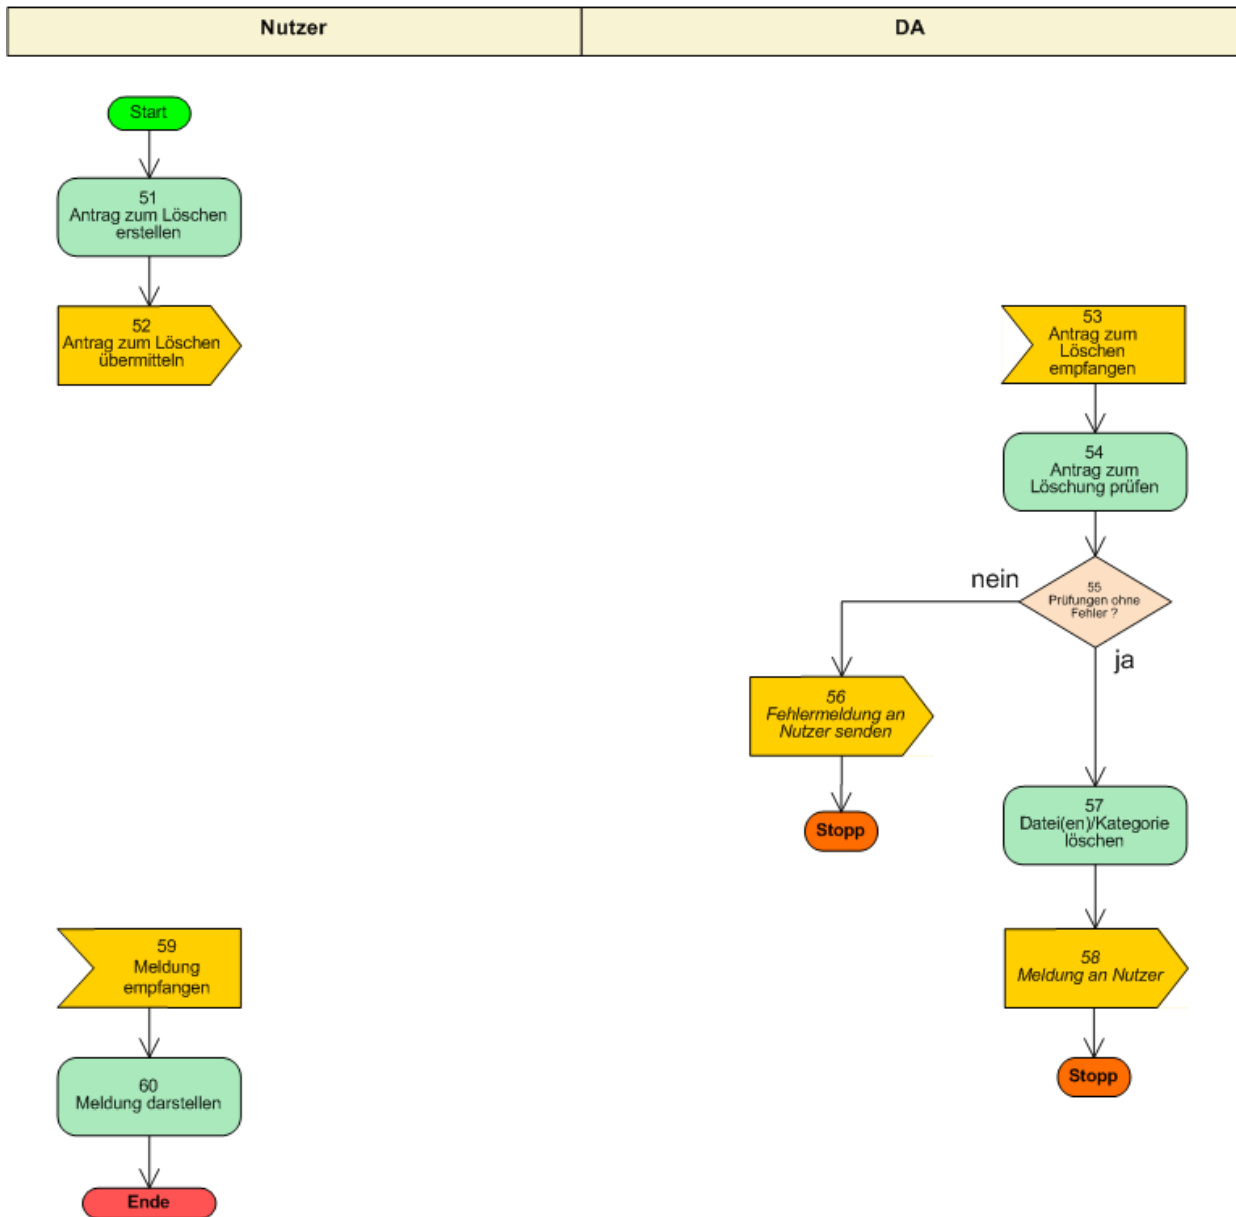 Nutzer
DA
Start
51
Antrag zum Löschen
erstellen
52
Antrag zum Löschen
übermitteln
53
Antrag zum
Löschen
empfangen
54
Antrag zum
Löschung prüfen
55
Prüfungen ohne
Fehler ?
nein
ja
56
Fehlermeldung an
Nutzer senden
Stopp
57
Datei(en)/Kategorie
löschen
58
Meldung an Nutzer
Stopp
59
Meldung
empfangen
60
Meldung darstellen
Ende